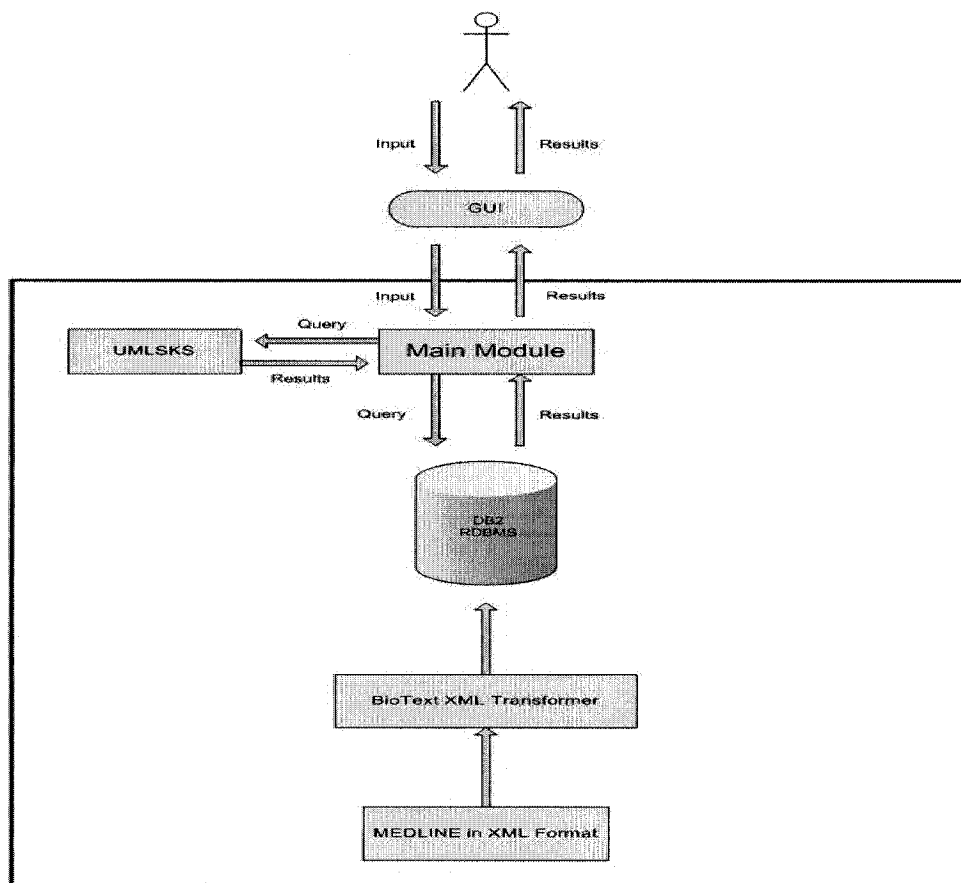 Input
Results
GUI
Input
Results
Query
UMLSKS
Main Module
Results
Query
Results
DB2
RDBMS
BioText XML Transformer
MEDLINE in XML Format